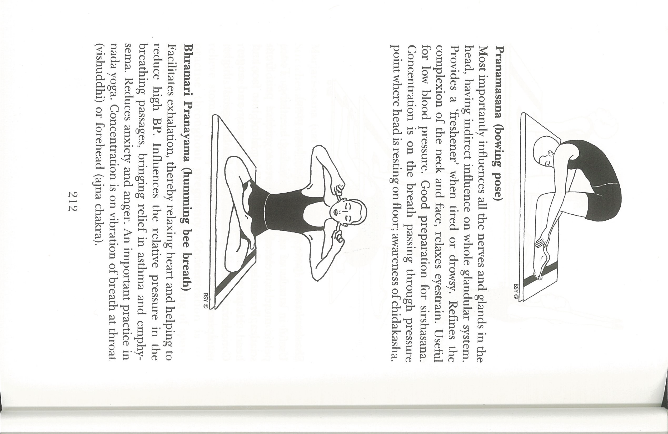 Pranamasana (bowing pose)
Most importantly influences all the nerves and glands in the
head, having indirect influence on whole glandular system.
Provides a 'freshener' when tired or drowsy. Refines the
complexion of the neck and face, relaxes eyestrain. Useful
for low blood pressure. Good preparation for sirshasana.
Concentration is on the breath passing through pressure
point where head is resting on floor; awareness of chidakasha.
Bhramari Pranayama (humming bee breath)
Facilitates exhalation, thereby relaxing heart and helping to
reduce high BP. Influences the relative pressure in the
breathing passages, bringing relief in asthma and emphy-
sema. Reduces anxiety and anger. An important practice in
nada yoga. Concentration is on vibration of breath at throat
(vishuddhi) or forehead (ajna chakra).
212